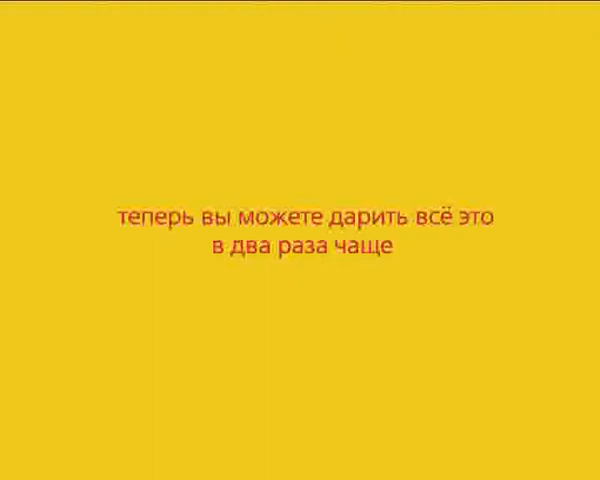 теперь вы можете дарить всё это
в два раза чаще